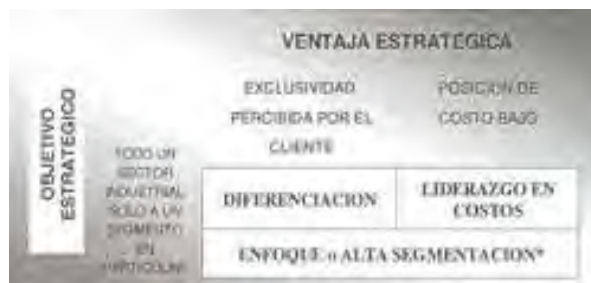 VENTAJA ESTRATEGICA
EXCLUSIVIDAD
PERCIBIDA POR EL
CLIENTE
POSICION DE
COSTO BAJO
OBJETIVO
ESTRATEGICO
TODO UN
SECTOR
INDUSTRIAL
SOLO A UN
SEGMENTO
EN
PARTICULAR
DIFERENCIACION
LIDERAZGO EN
COSTOS
ENFOQUE o ALTA SEGMENTACION*